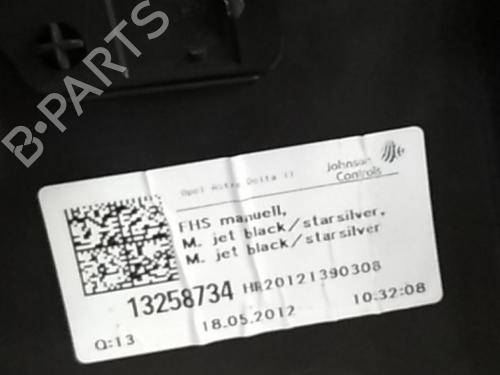 B-PARTS
Opel Astra Delta II
Johnson Controls
FHS manuell,
M. jet black/starsilver,
M. jet black/starsilver
13258734 HR20121390308
Q:13 18.05.2012 10:32:08